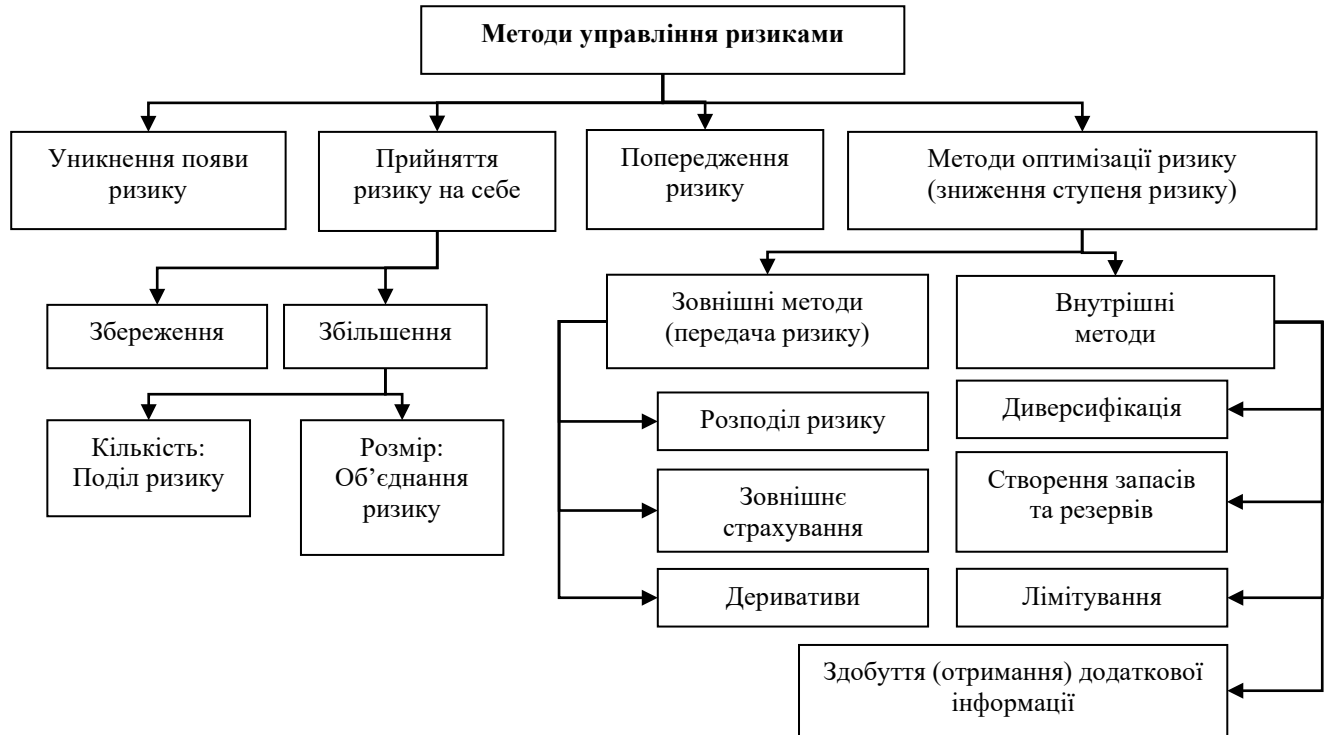 Методи управління ризиками
Уникнення появи
ризику
Прийняття
ризику на себе
Попередження
ризику
Методи оптимізації ризику
(зниження ступеня ризику)
Збереження
Збільшення
Зовнішні методи
(передача ризику)
Внутрішні
методи
Кількість:
Поділ ризику
Розмір:
Об’єднання
ризику
Розподіл ризику
Зовнішнє
страхування
Деривативи
Диверсифікація
Створення запасів
та резервів
Лімітування
Здобуття (отримання) додаткової
інформації